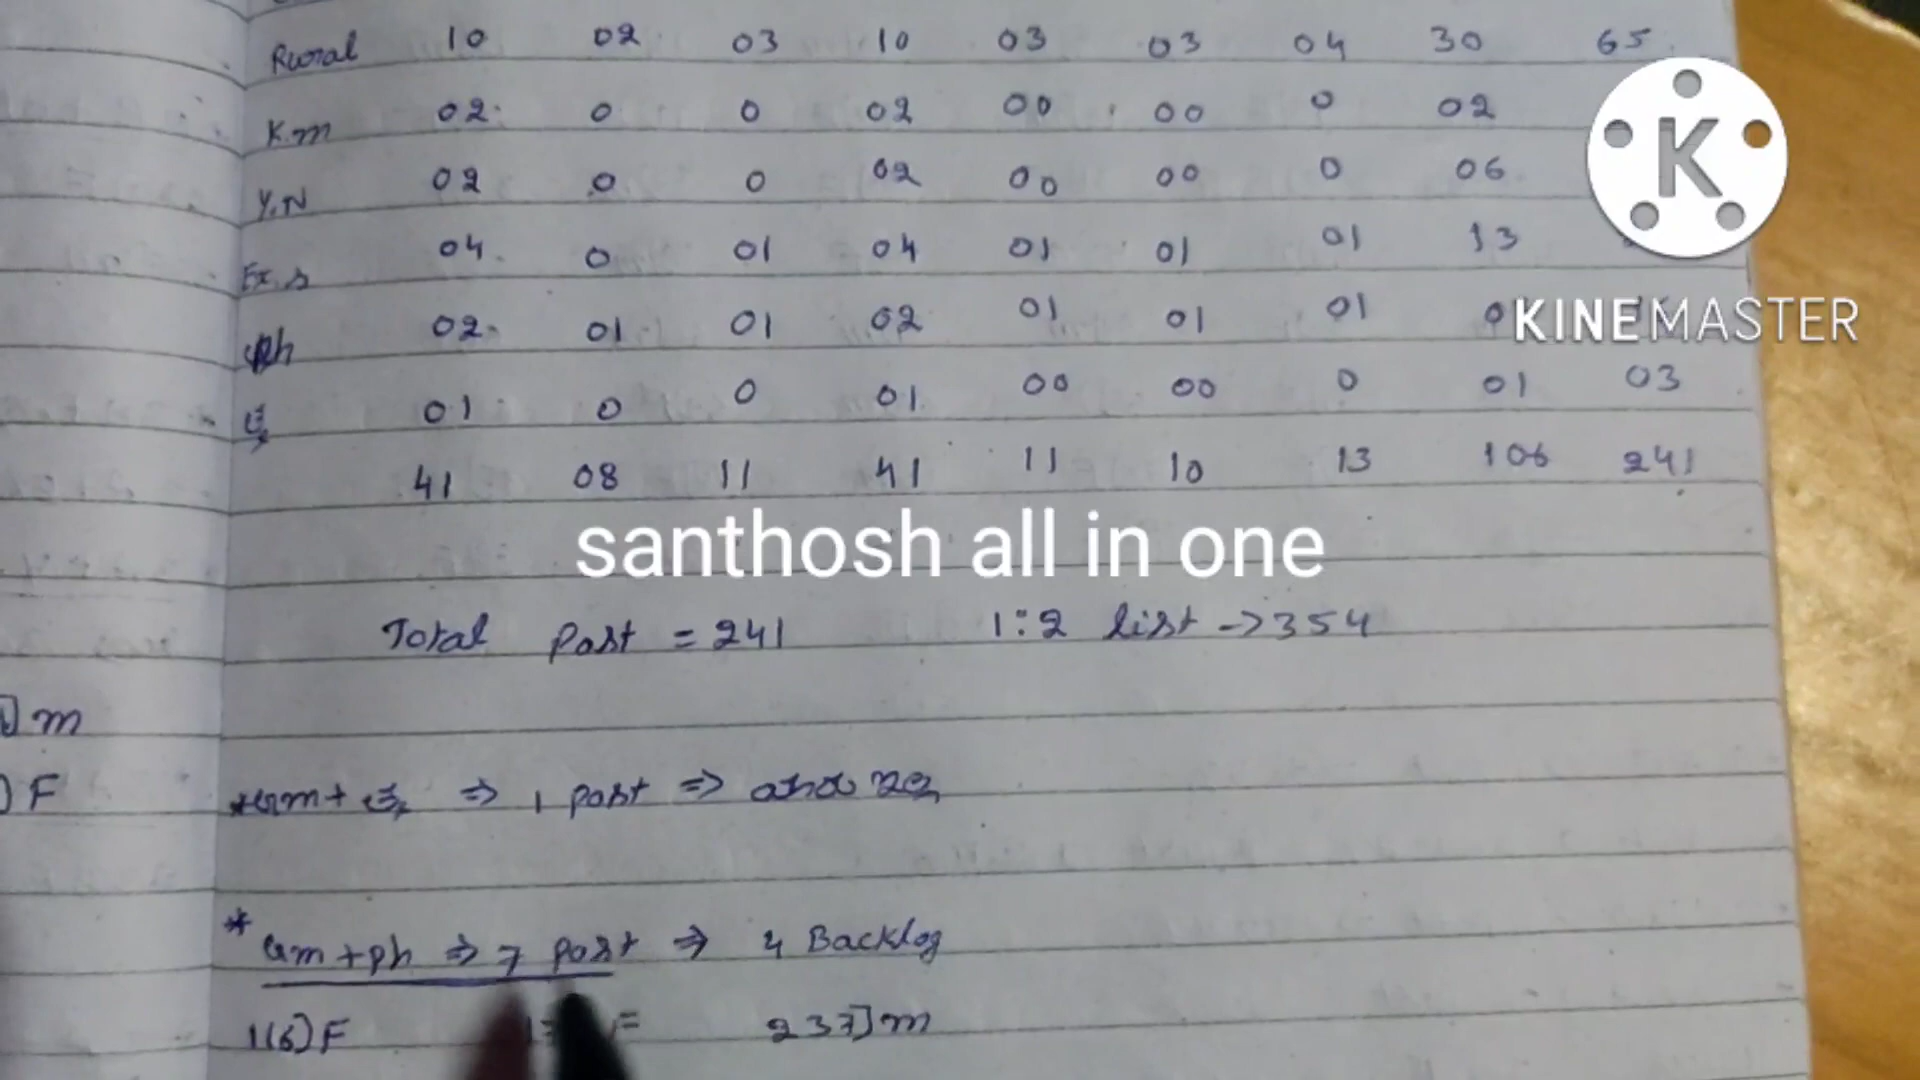 Rural 10 02 03 10 03 03 04 30 65
K.m 02 0 0 02 00 00 0 02
Y.N 02 0 0 02 00 00 0 06
Ex.s 04 0 01 04 01 01 01 13
Ph 02 01 01 02 01 01 01
01 0 0 01 00 00 0 01 03
41 08 11 41 11 10 13 106 241
K
KINEMASTER
santhosh all in one
Total Post = 241 1:2 list -> 354
m
F
Gm + => 1 post =>
* Gm + ph => 7 post => 4 Backlog
1(6)F 237]m